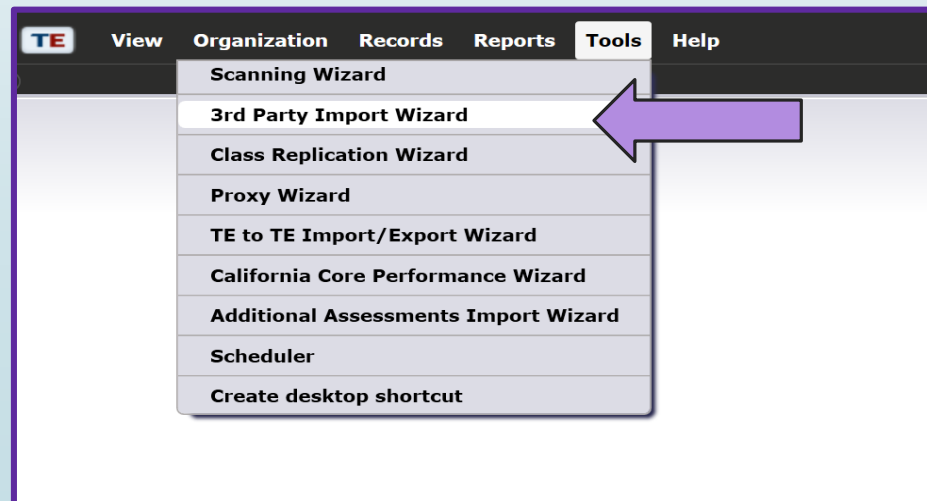 TE View Organization Records Reports Tools Help
Scanning Wizard
3rd Party Import Wizard
Class Replication Wizard
Proxy Wizard
TE to TE Import/Export Wizard
California Core Performance Wizard
Additional Assessments Import Wizard
Scheduler
Create desktop shortcut